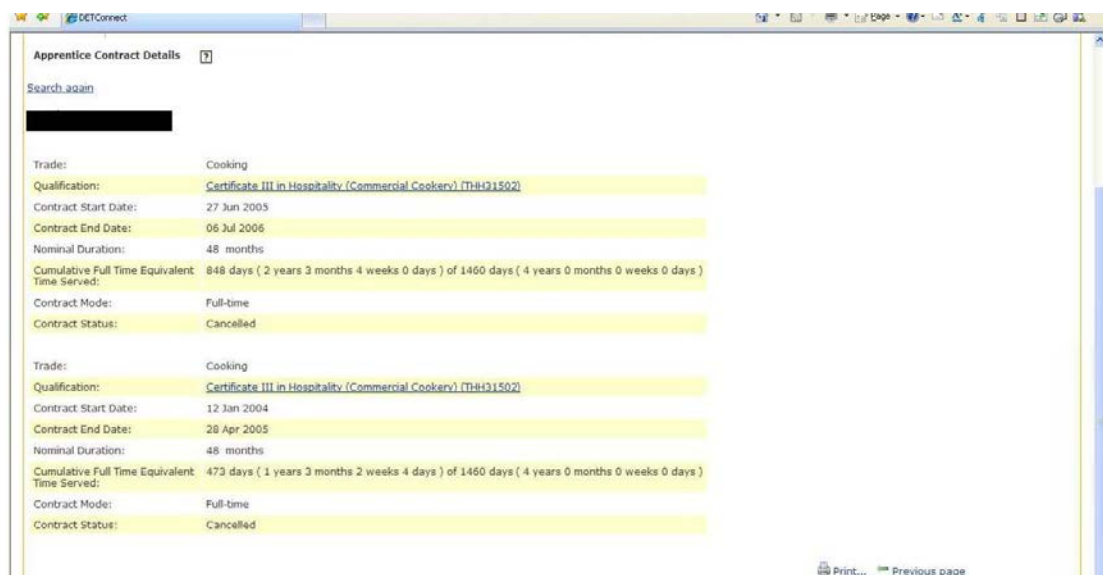 DETConnect
Page
Apprentice Contract Details ?
Search again
Trade: Cooking
Qualification: Certificate III in Hospitality (Commercial Cookery) (THH31502)
Contract Start Date: 27 Jun 2005
Contract End Date: 06 Jul 2006
Nominal Duration: 48 months
Cumulative Full Time Equivalent Time Served: 848 days ( 2 years 3 months 4 weeks 0 days ) of 1460 days ( 4 years 0 months 0 weeks 0 days )
Contract Mode: Full-time
Contract Status: Cancelled
Trade: Cooking
Qualification: Certificate III in Hospitality (Commercial Cookery) (THH31502)
Contract Start Date: 12 Jan 2004
Contract End Date: 28 Apr 2005
Nominal Duration: 48 months
Cumulative Full Time Equivalent Time Served: 473 days ( 1 years 3 months 2 weeks 4 days ) of 1460 days ( 4 years 0 months 0 weeks 0 days )
Contract Mode: Full-time
Contract Status: Cancelled
Print... Previous page